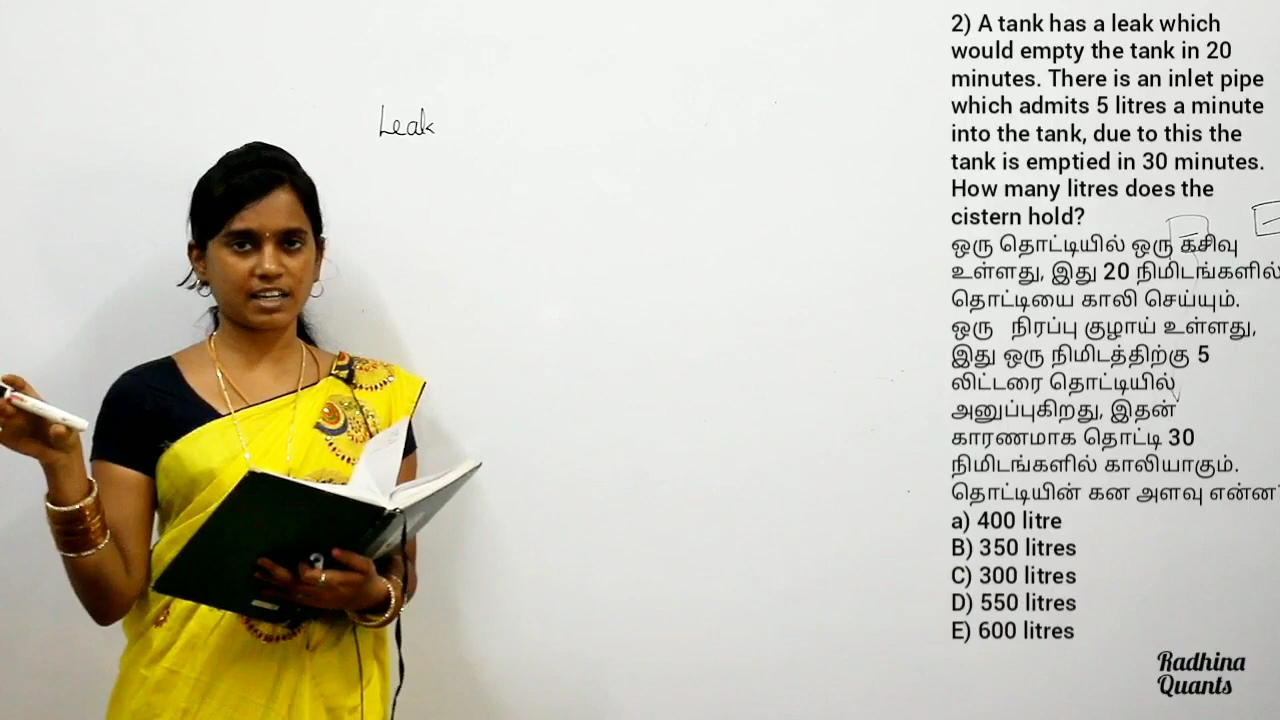 Leak
2) A tank has a leak which
would empty the tank in 20
minutes. There is an inlet pipe
which admits 5 litres a minute
into the tank, due to this the
tank is emptied in 30 minutes.
How many litres does the
cistern hold?
ஒரு தொட்டியில் ஒரு கசிவு
உள்ளது, இது 20 நிமிடங்களில்
தொட்டியை காலி செய்யும்.
ஒரு நிரப்பு குழாய் உள்ளது,
இது ஒரு நிமிடத்திற்கு 5
லிட்டரை தொட்டியில்
அனுப்புகிறது, இதன்
காரணமாக தொட்டி 30
நிமிடங்களில் காலியாகும்.
தொட்டியின் கன அளவு என்ன?
a) 400 litre
B) 350 litres
C) 300 litres
D) 550 litres
E) 600 litres
Radhina
Quants